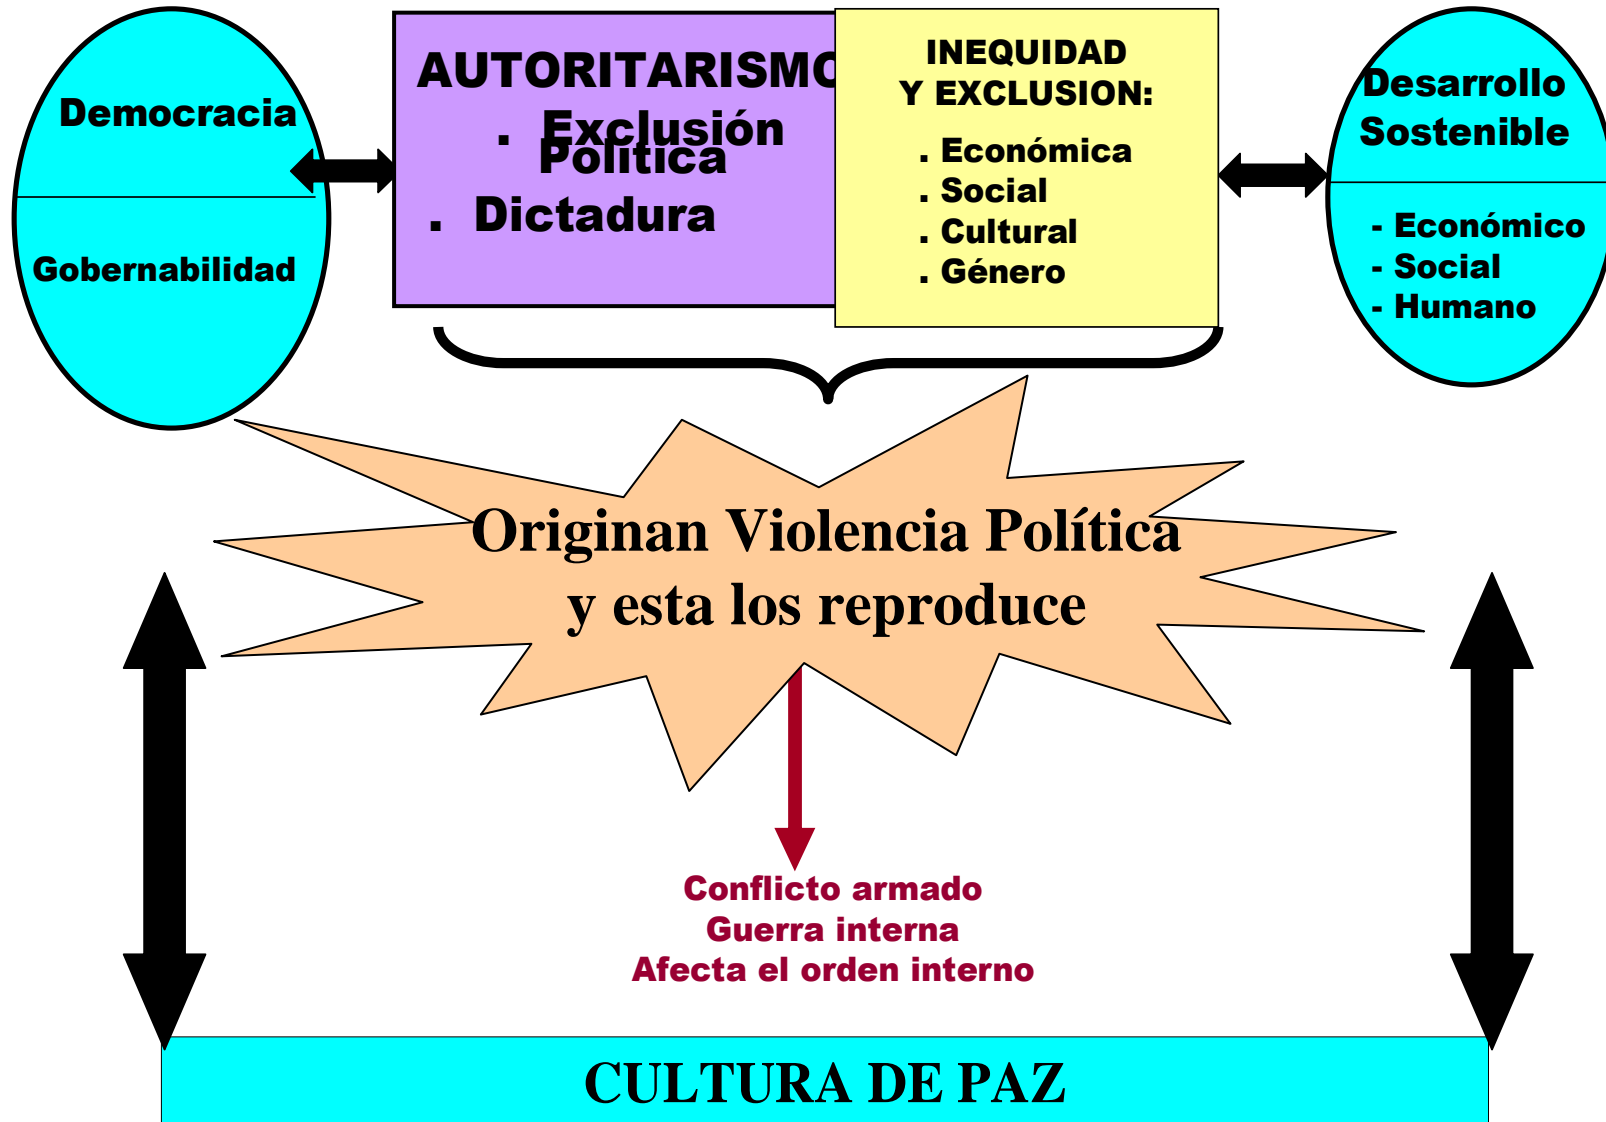 Democracia
Gobernabilidad
AUTORITARISMO
. Exclusión
Política
. Dictadura
INEQUIDAD
Y EXCLUSION:
. Económica
. Social
. Cultural
. Género
Desarrollo
Sostenible
- Económico
- Social
- Humano
Originan Violencia Política
y esta los reproduce
Conflicto armado
Guerra interna
Afecta el orden interno
CULTURA DE PAZ